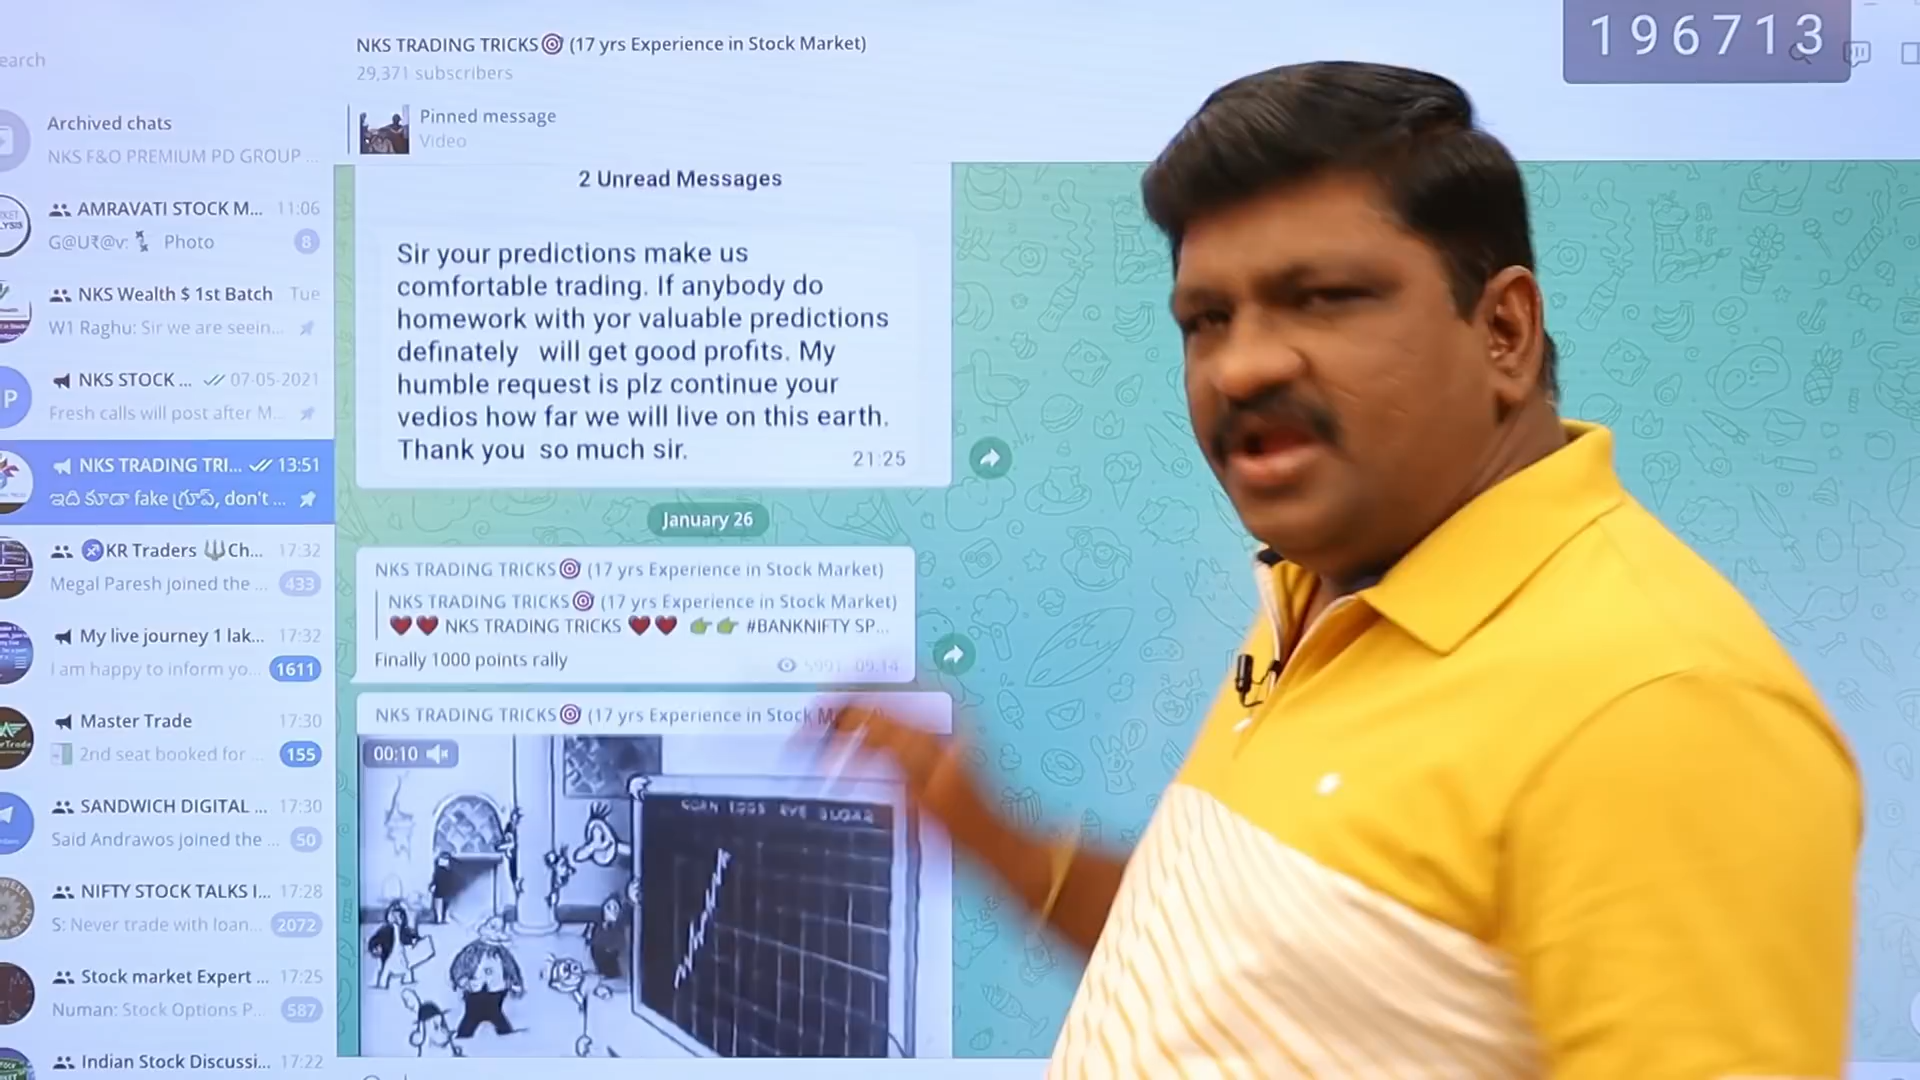 196713
earch
NKS TRADING TRICKS🎯 (17 yrs Experience in Stock Market)
29,371 subscribers
Pinned message
Video
Archived chats
NKS F&O PREMIUM PD GROUP ...
AMRAVATI STOCK M... 11:06
G@U₹@v: Photo 8
NKS Wealth $ 1st Batch Tue
W1 Raghu: Sir we are seein...
P
NKS STOCK ... 07-05-2021
Fresh calls will post after M...
NKS TRADING TRI... 13:51
ఇది కూడా fake గ్రూప్, don't ...
♐KR Traders 🔱Ch... 17:32
Megal Paresh joined the ... 433
My live journey 1 lak... 17:32
I am happy to inform yo... 1611
Master Trade 17:30
2nd seat booked for ... 155
SANDWICH DIGITAL ... 17:30
Said Andrawos joined the ... 50
NIFTY STOCK TALKS I... 17:28
S: Never trade with loan... 2072
Stock market Expert ... 17:25
Numan: Stock Options P... 587
Indian Stock Discussi... 17:22
2 Unread Messages
Sir your predictions make us
comfortable trading. If anybody do
homework with yor valuable predictions
definately will get good profits. My
humble request is plz continue your
vedios how far we will live on this earth.
Thank you so much sir.
21:25
January 26
NKS TRADING TRICKS🎯 (17 yrs Experience in Stock Market)
NKS TRADING TRICKS🎯 (17 yrs Experience in Stock Market)
❤️❤️ NKS TRADING TRICKS ❤️❤️ 👉👉 #BANKNIFTY SP...
Finally 1000 points rally 5991 09:14
NKS TRADING TRICKS🎯 (17 yrs Experience in Stock
00:10
CORN EGGS RYE SUGAR